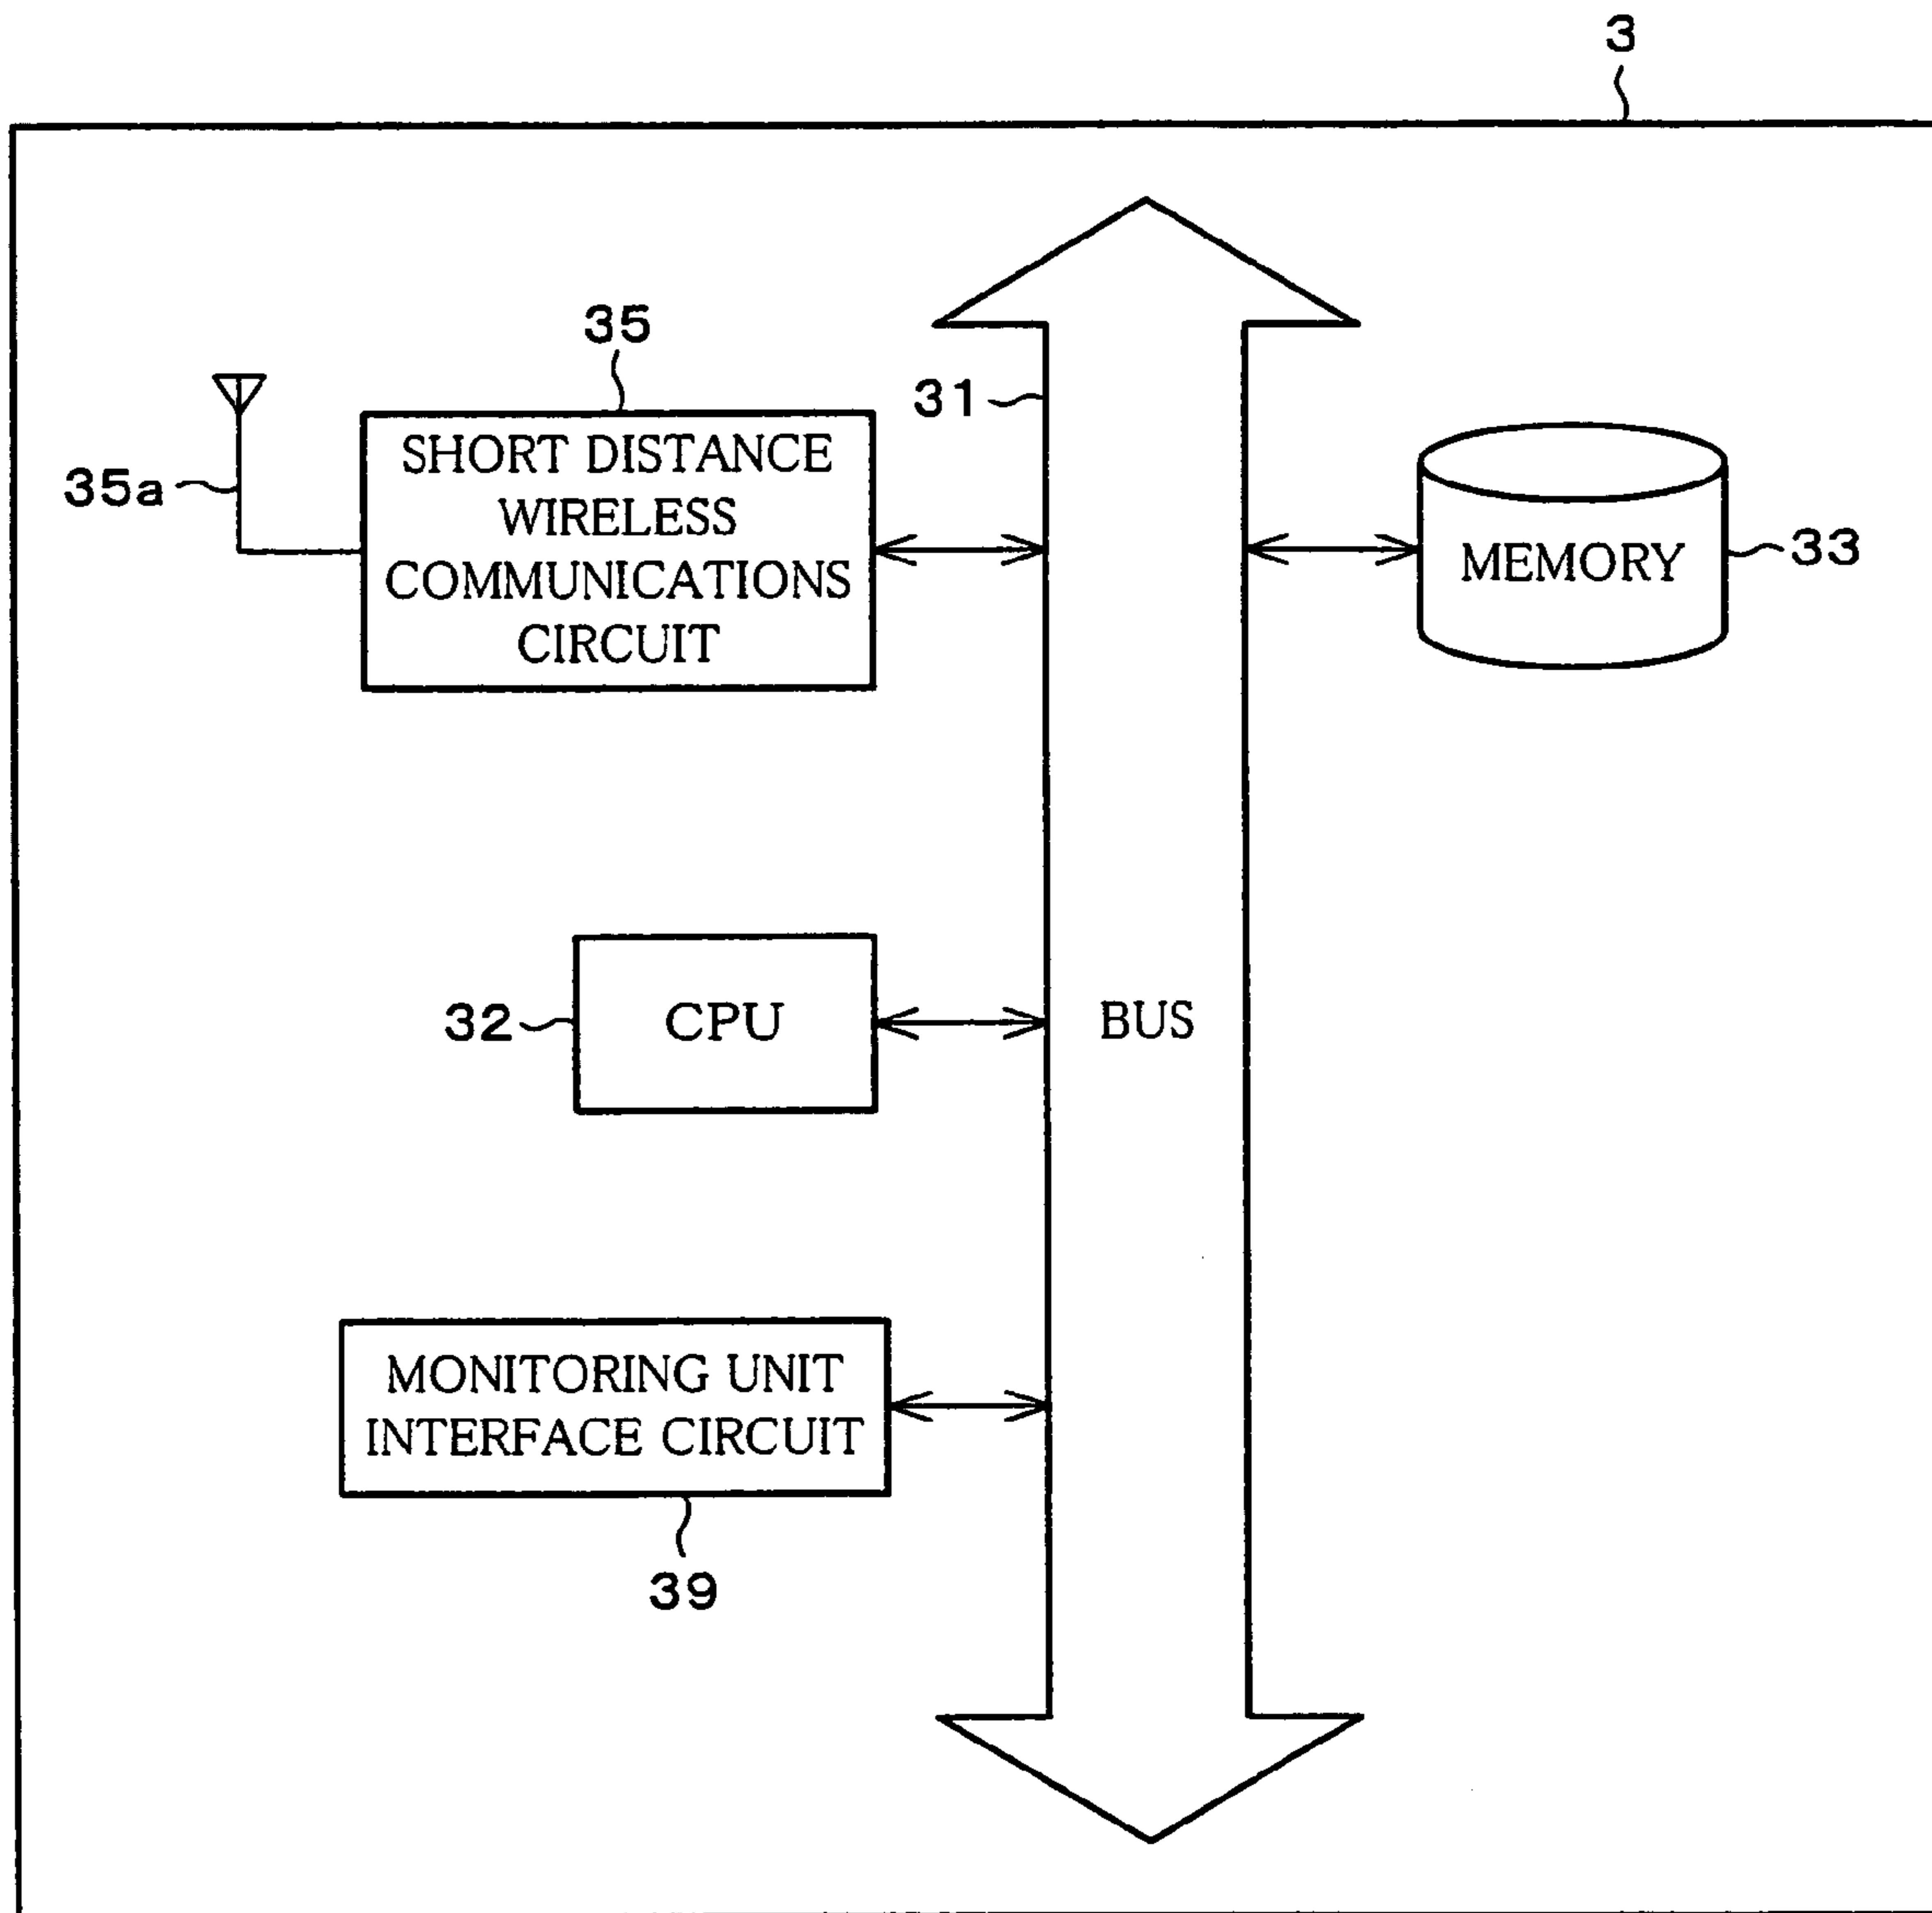 3
35
31
35a
SHORT DISTANCE
WIRELESS
COMMUNICATIONS
CIRCUIT
MEMORY
33
32
CPU
BUS
MONITORING UNIT
INTERFACE CIRCUIT
39